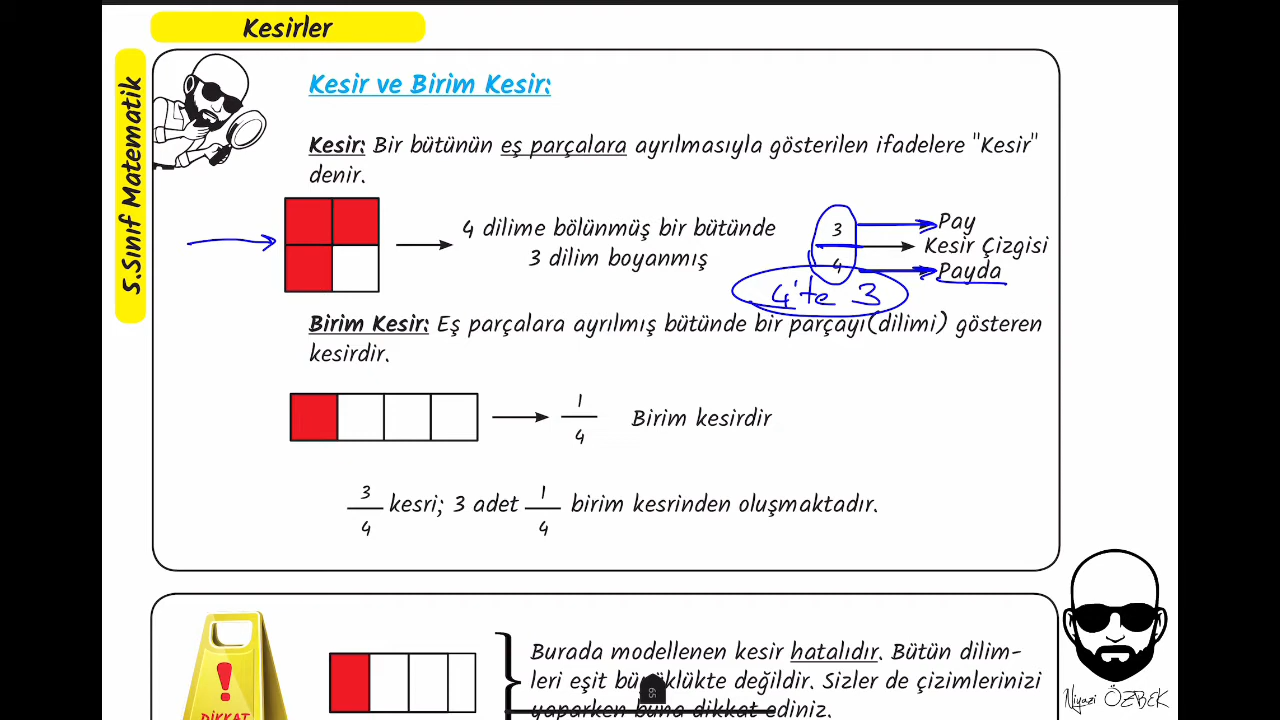 Kesirler
5.Sınıf Matematik
Kesir ve Birim Kesir:
Kesir: Bir bütünün eş parçalara ayrılmasıyla gösterilen ifadelere "Kesir"
denir.
4 dilime bölünmüş bir bütünde
3 dilim boyanmış
3
4
Pay
Kesir Çizgisi
Payda
4'te 3
Birim Kesir: Eş parçalara ayrılmış bütünde bir parçayı(dilimi) gösteren
kesirdir.
1
4
Birim kesirdir
3/4 kesri; 3 adet 1/4 birim kesrinden oluşmaktadır.
!
DİKKAT
Burada modellenen kesir hatalıdır. Bütün dilim-
leri eşit büyüklükte değildir. Sizler de çizimlerinizi
yaparken buna dikkat ediniz.
65
Niyazi ÖZBEK